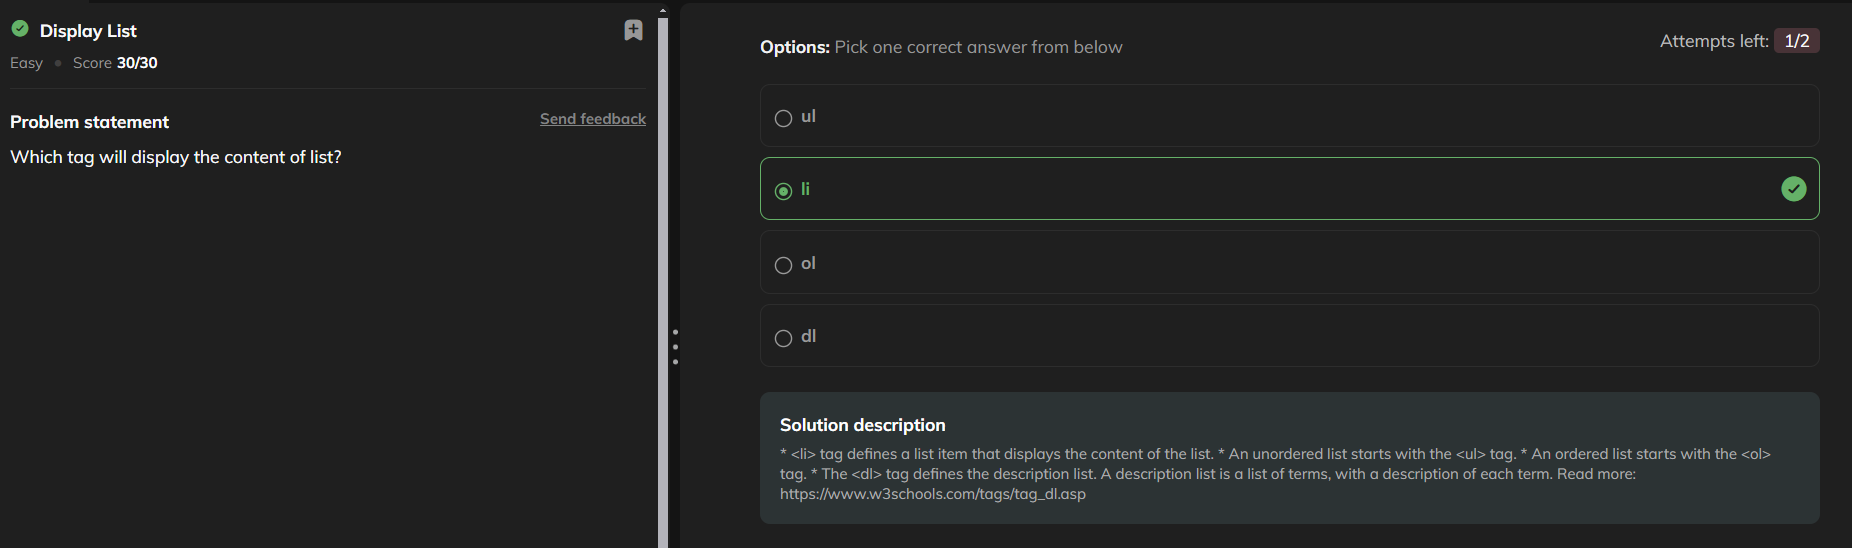 Display List
Easy • Score 30/30
Problem statement
Send feedback
Which tag will display the content of list?
Options: Pick one correct answer from below
Attempts left: 1/2
ul
li
ol
dl
Solution description
* <li> tag defines a list item that displays the content of the list. * An unordered list starts with the <ul> tag. * An ordered list starts with the <ol>
tag. * The <dl> tag defines the description list. A description list is a list of terms, with a description of each term. Read more:
https://www.w3schools.com/tags/tag_dl.asp